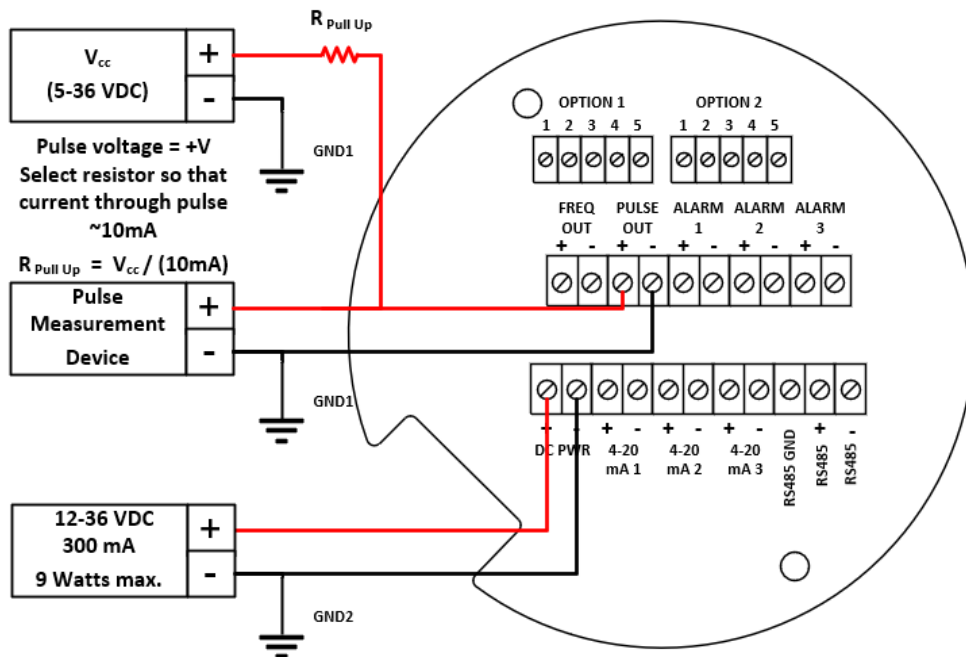 R Pull Up
Vcc
(5-36 VDC)
+
-
GND1
Pulse voltage = +V
Select resistor so that
current through pulse
~10mA
R Pull Up = Vcc / (10mA)
Pulse
Measurement
Device
+
-
GND1
12-36 VDC
300 mA
9 Watts max.
+
-
GND2
OPTION 1
1 2 3 4 5
OPTION 2
1 2 3 4 5
FREQ
OUT
+ -
PULSE
OUT
+ -
ALARM
1
+ -
ALARM
2
+ -
ALARM
3
+ -
+ -
DC PWR
+ -
4-20
mA 1
+ -
4-20
mA 2
+ -
4-20
mA 3
RS485 GND
RS485 +
RS485 -